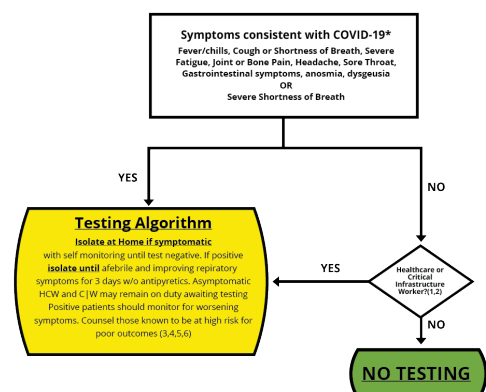 Symptoms consistent with COVID-19*
Fever/chills, Cough or Shortness of Breath, Severe
Fatigue, Joint or Bone Pain, Headache, Sore Throat,
Gastrointestinal symptoms, anosmia, dysgeusia
OR
Severe Shortness of Breath
YES
NO
Testing Algorithm
Isolate at Home if symptomatic
with self monitoring until test negative. If positive
isolate until afebrile and improving repiratory
symptoms for 3 days w/o antipyretics. Asymptomatic
HCW and C|W may remain on duty awaiting testing
Positive patients should monitor for worsening
symptoms. Counsel those known to be at high risk for
poor outcomes (3,4,5,6)
YES
Healthcare or
Critical
Infrastructure
Worker?(1,2)
NO
NO TESTING